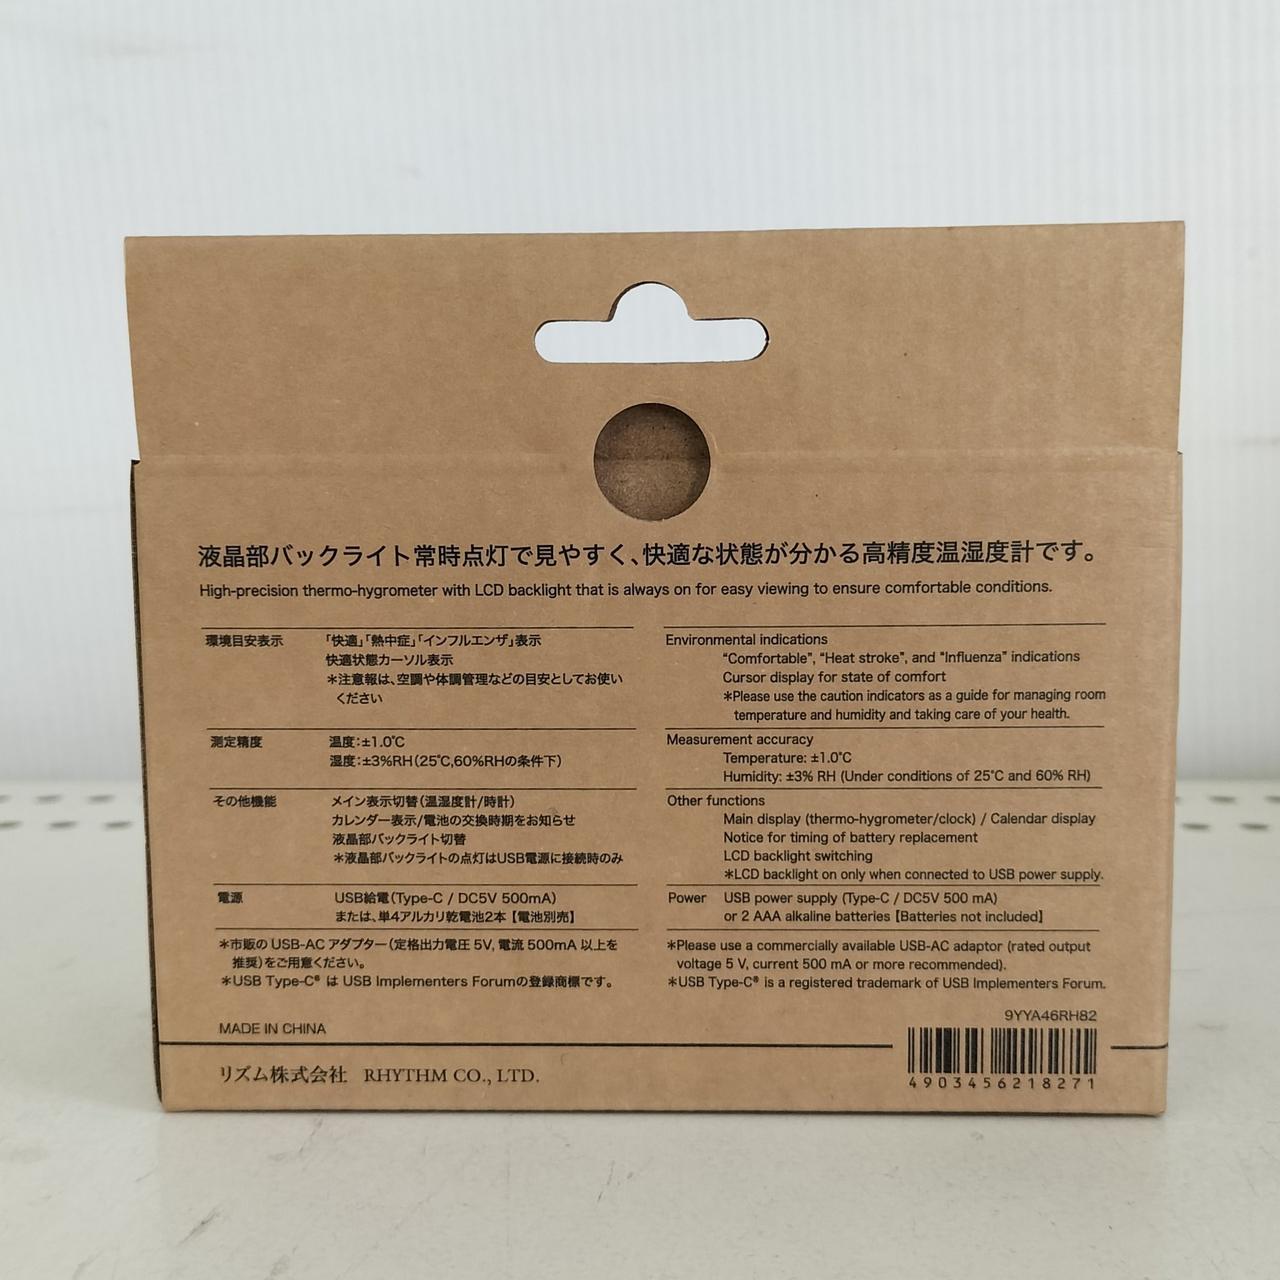 液晶部バックライト常時点灯で見やすく、快適な状態が分かる高精度温湿度計です。
High-precision thermo-hygrometer with LCD backlight that is always on for easy viewing to ensure comfortable conditions.
環境目安表示 「快適」「熱中症」「インフルエンザ」表示
快適状態カーソル表示
＊注意報は、空調や体調管理などの目安としてお使い
ください
測定精度 温度：±1.0℃
湿度：±3%RH（25℃,60%RHの条件下）
その他機能 メイン表示切替（温湿度計/時計）
カレンダー表示/電池の交換時期をお知らせ
液晶部バックライト切替
＊液晶部バックライトの点灯はUSB電源に接続時のみ
電源 USB給電（Type-C / DC5V 500mA）
または、単4アルカリ乾電池2本【電池別売】
＊市販の USB-AC アダプター（定格出力電圧 5V, 電流 500mA 以上を
推奨）をご用意ください。
＊USB Type-C® は USB Implementers Forumの登録商標です。
Environmental indications
“Comfortable”, “Heat stroke”, and “Influenza” indications
Cursor display for state of comfort
＊Please use the caution indicators as a guide for managing room
temperature and humidity and taking care of your health.
Measurement accuracy
Temperature: ±1.0℃
Humidity: ±3% RH (Under conditions of 25℃ and 60% RH)
Other functions
Main display (thermo-hygrometer/clock) / Calendar display
Notice for timing of battery replacement
LCD backlight switching
＊LCD backlight on only when connected to USB power supply.
Power USB power supply (Type-C / DC5V 500 mA)
or 2 AAA alkaline batteries【Batteries not included】
＊Please use a commercially available USB-AC adaptor (rated output
voltage 5 V, current 500 mA or more recommended).
＊USB Type-C® is a registered trademark of USB Implementers Forum.
MADE IN CHINA
9YYA46RH82
リズム株式会社 RHYTHM CO., LTD.
4903456218271